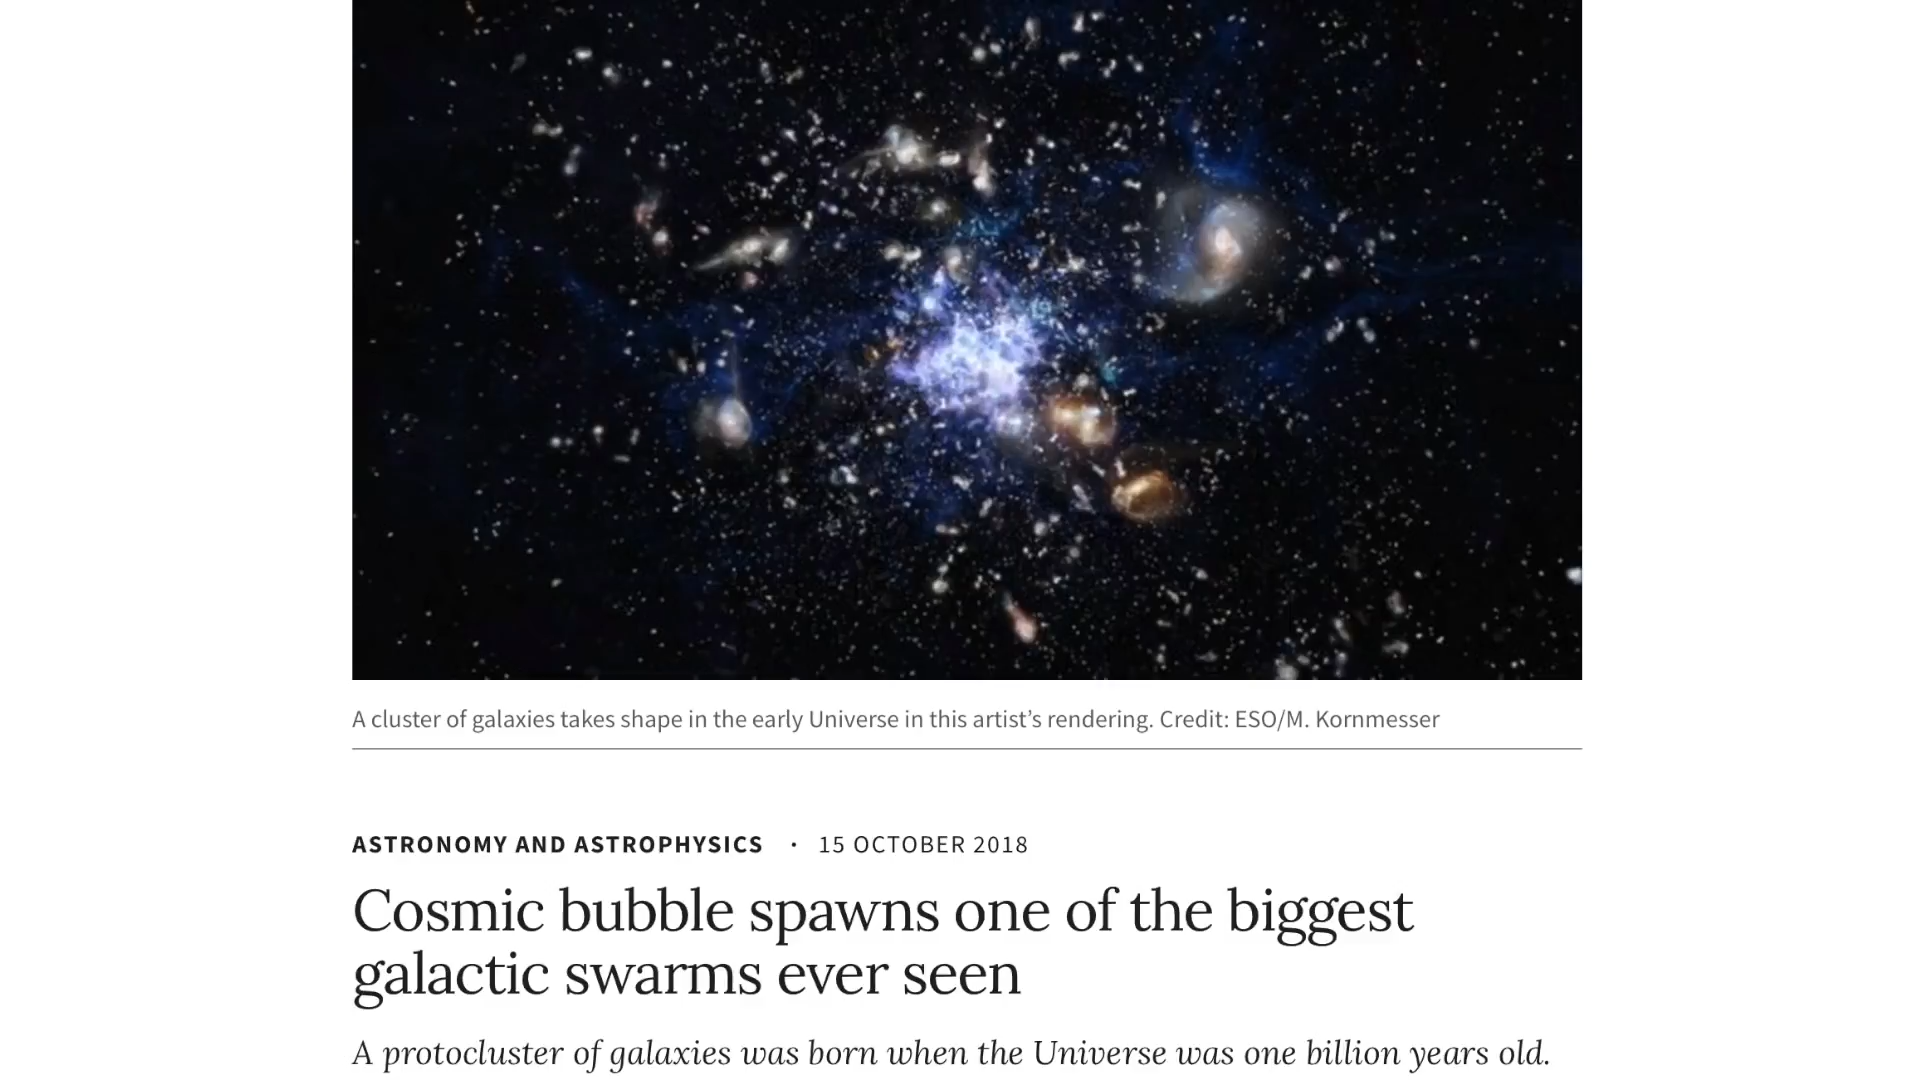 A cluster of galaxies takes shape in the early Universe in this artist’s rendering. Credit: ESO/M. Kornmesser
ASTRONOMY AND ASTROPHYSICS · 15 OCTOBER 2018
Cosmic bubble spawns one of the biggest
galactic swarms ever seen
A protocluster of galaxies was born when the Universe was one billion years old.